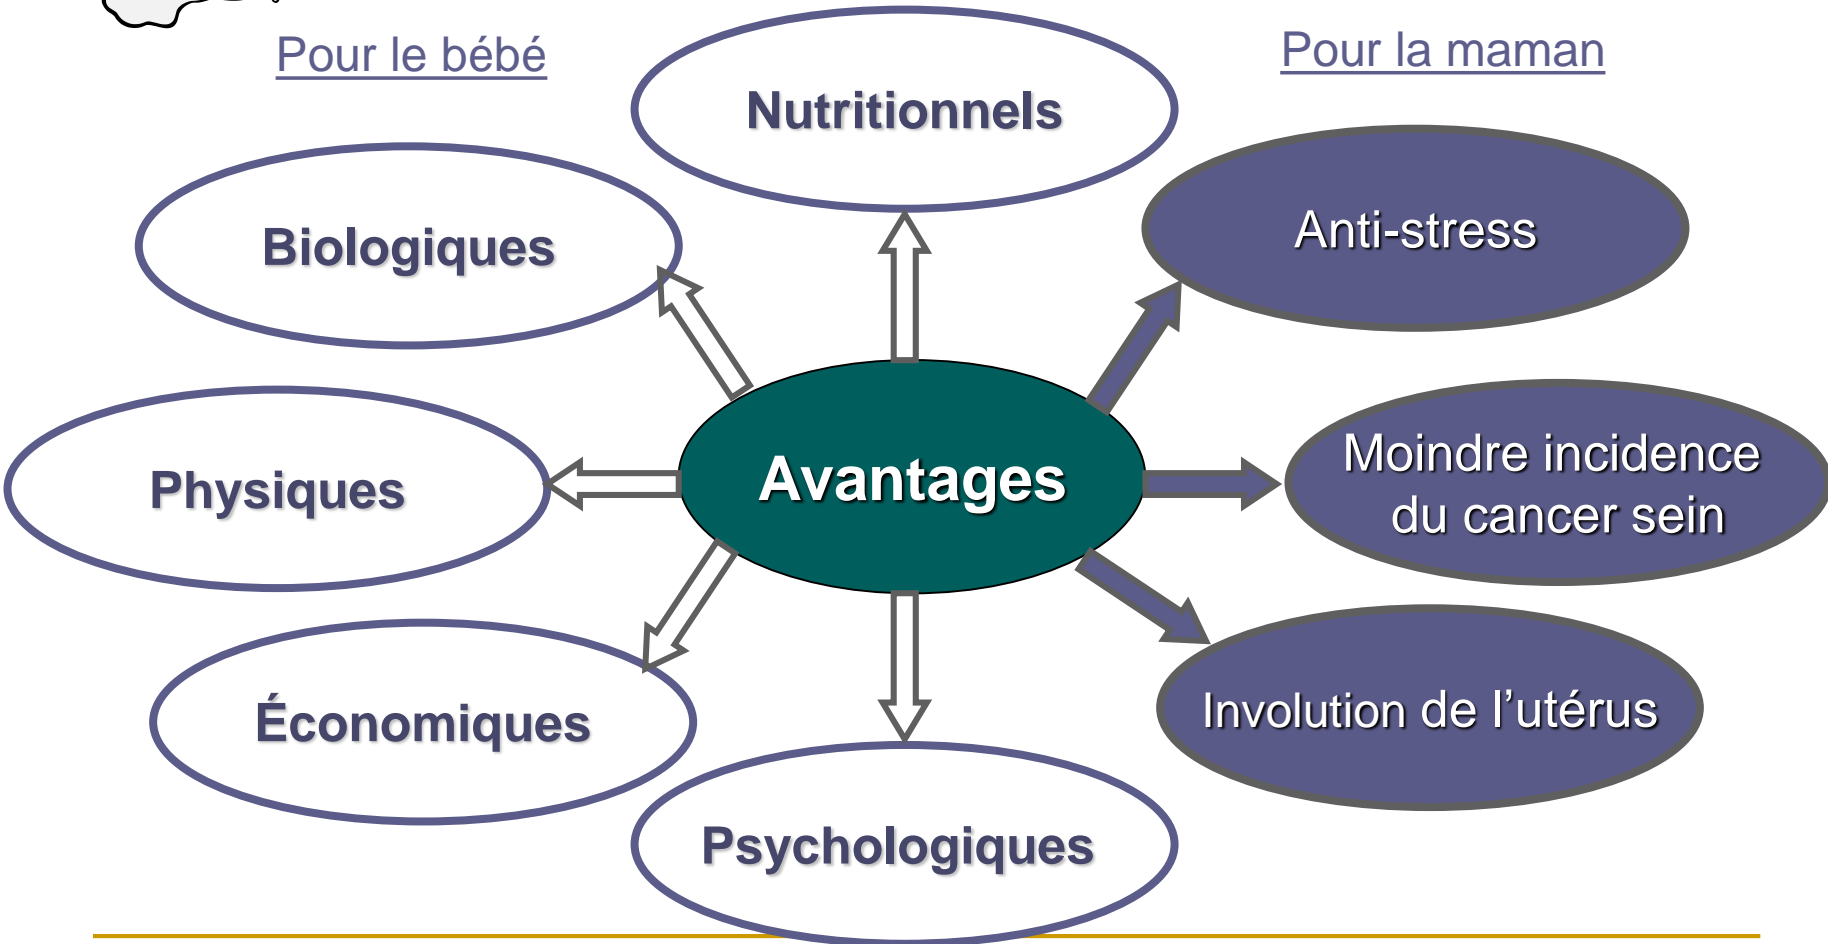 Pour le bébé
Pour la maman
Nutritionnels
Biologiques
Anti-stress
Physiques
Avantages
Moindre incidence
du cancer sein
Économiques
Involution de l’utérus
Psychologiques